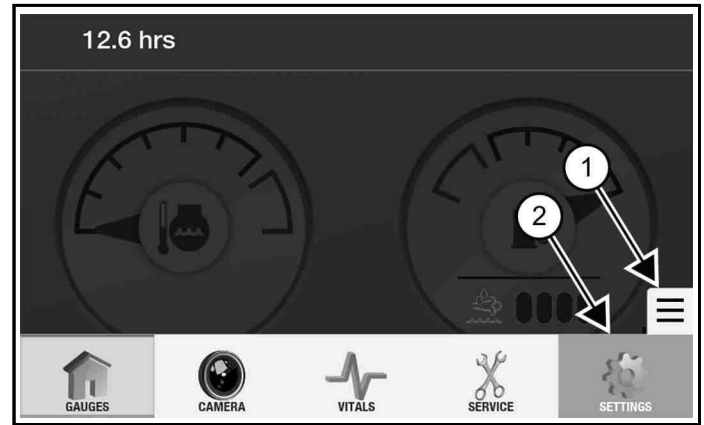 12.6 hrs
1
2
GAUGES
CAMERA
VITALS
SERVICE
SETTINGS